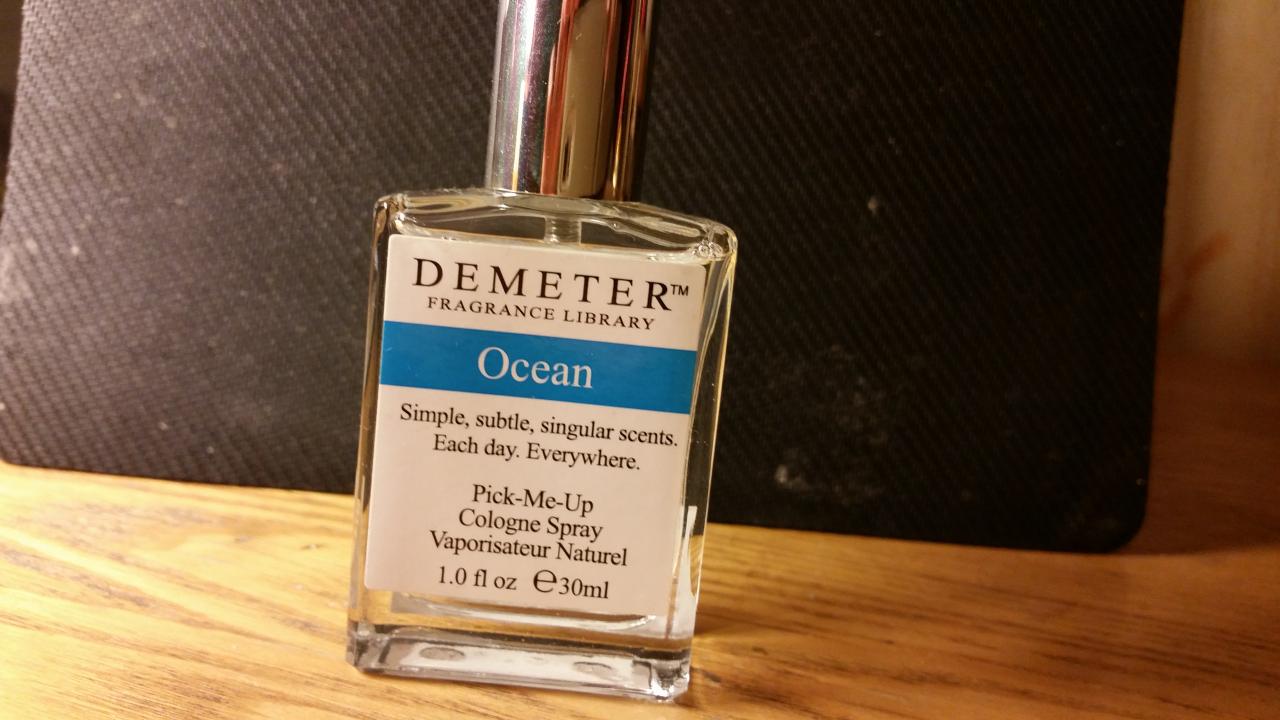 DEMETER™
FRAGRANCE LIBRARY
Ocean
Simple, subtle, singular scents.
Each day. Everywhere.
Pick-Me-Up
Cologne Spray
Vaporisateur Naturel
1.0 fl oz ℮30ml